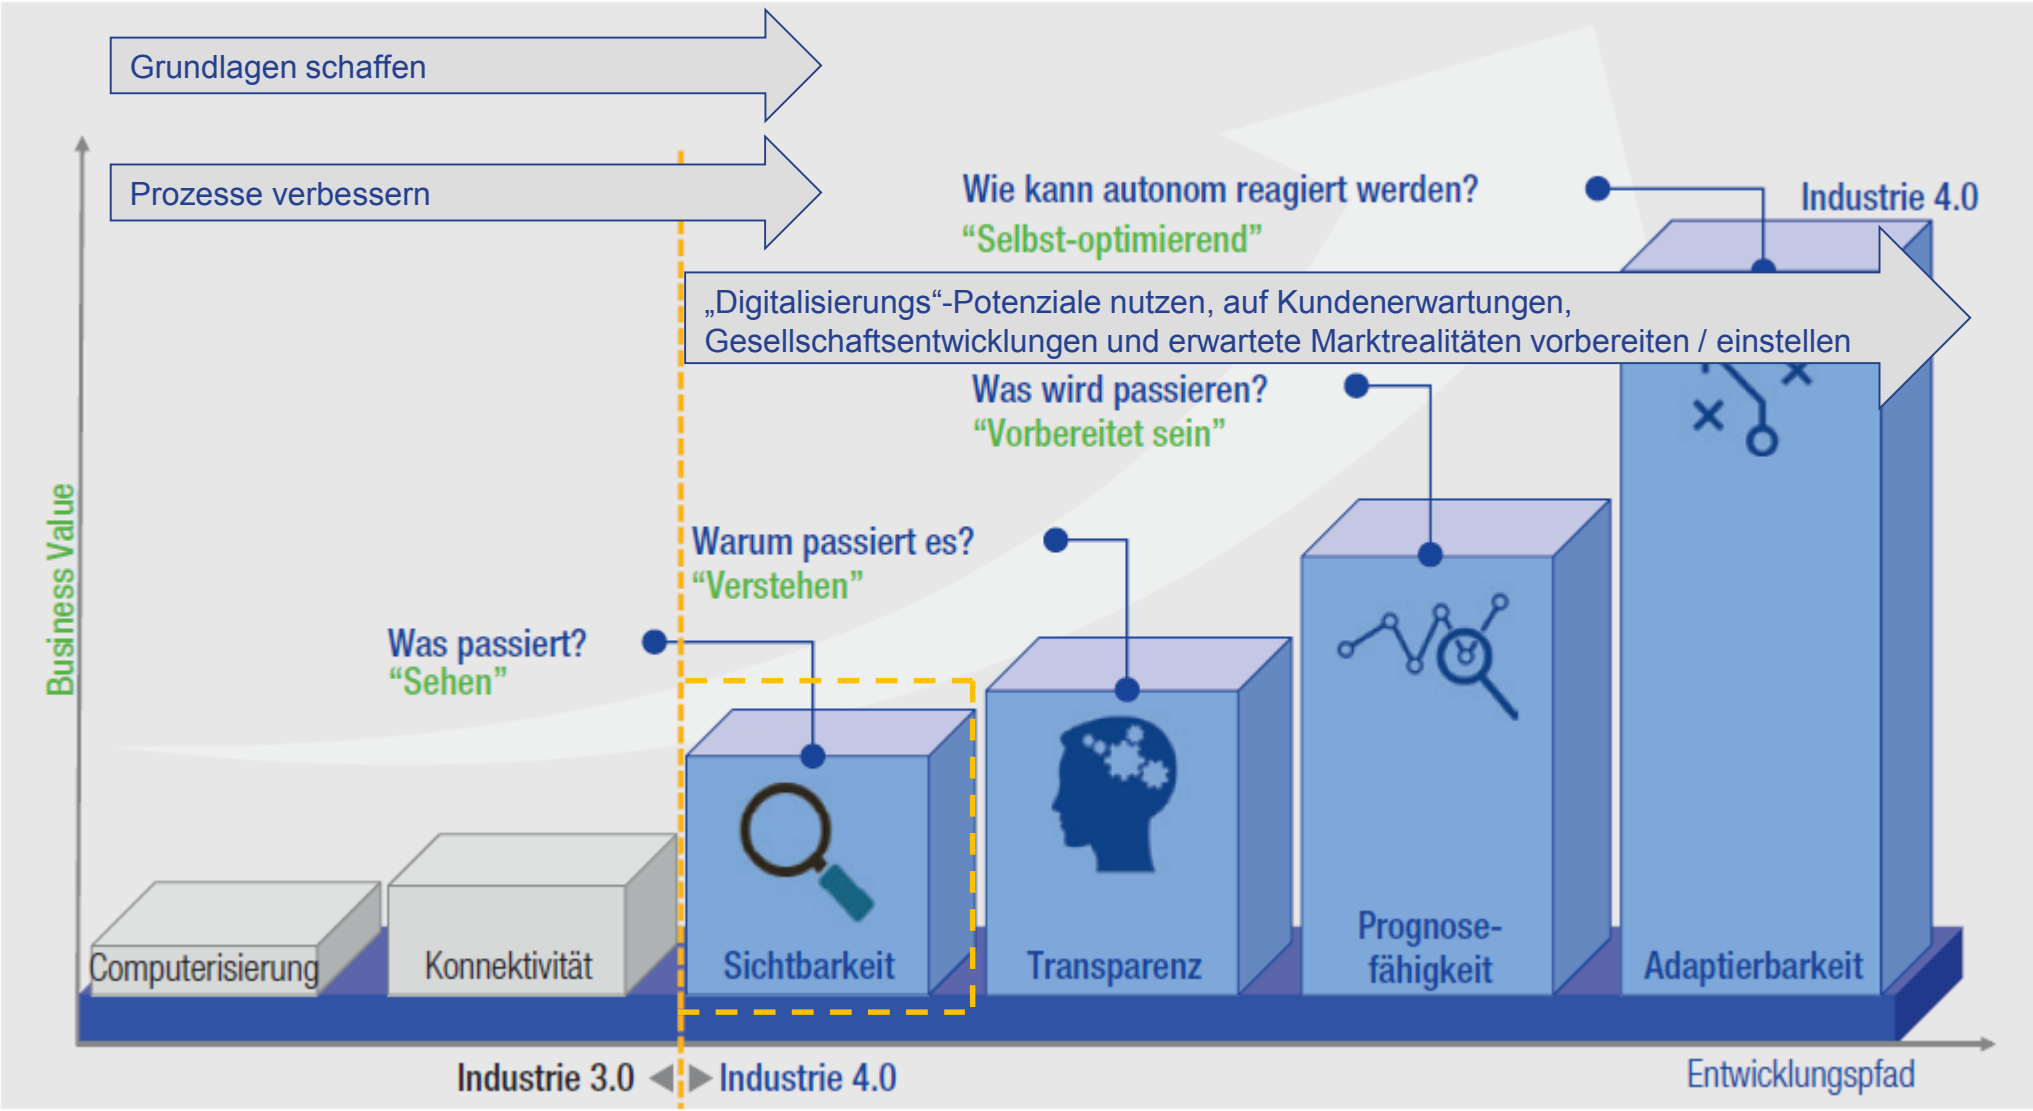 Grundlagen schaffen
Prozesse verbessern
Wie kann autonom reagiert werden?
“Selbst-optimierend”
Industrie 4.0
„Digitalisierungs“-Potenziale nutzen, auf Kundenerwartungen,
Gesellschaftsentwicklungen und erwartete Marktrealitäten vorbereiten / einstellen
Was wird passieren?
“Vorbereitet sein”
Warum passiert es?
“Verstehen”
Was passiert?
“Sehen”
Business Value
Computerisierung
Konnektivität
Sichtbarkeit
Transparenz
Prognose-
fähigkeit
Adaptierbarkeit
Industrie 3.0
Industrie 4.0
Entwicklungspfad